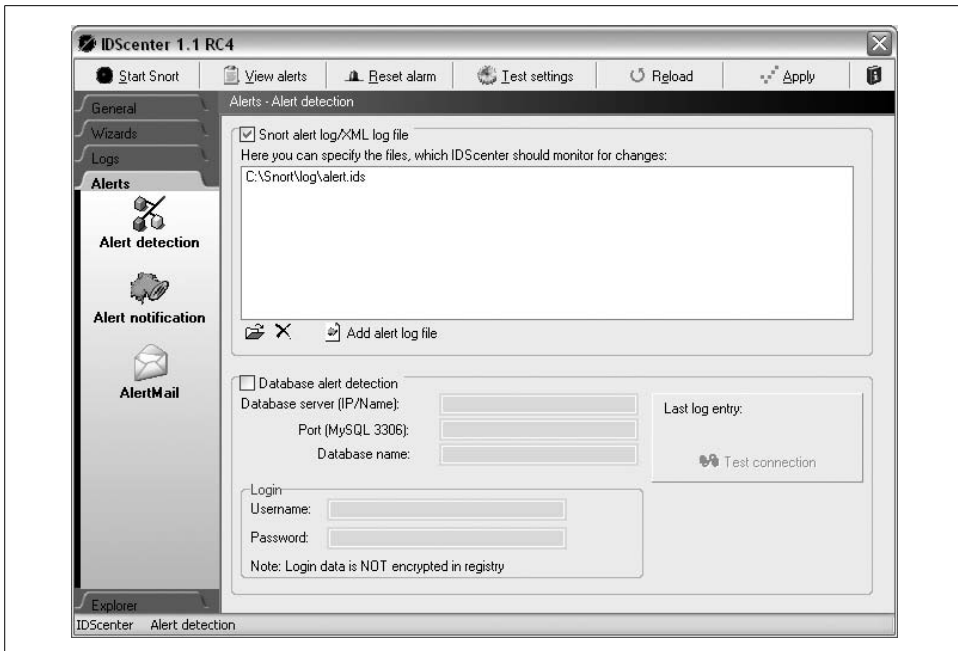 IDScenter 1.1 RC4
Start Snort View alerts Reset alarm Test settings Reload Apply
General
Wizards
Logs
Alerts
Alert detection
Alert notification
AlertMail
Explorer
Alerts - Alert detection
Snort alert log/XML log file
Here you can specify the files, which IDScenter should monitor for changes:
C:\Snort\log\alert.ids
Add alert log file
Database alert detection
Database server (IP/Name):
Port (MySQL 3306):
Database name:
Last log entry:
Test connection
Login
Username:
Password:
Note: Login data is NOT encrypted in registry
IDScenter Alert detection